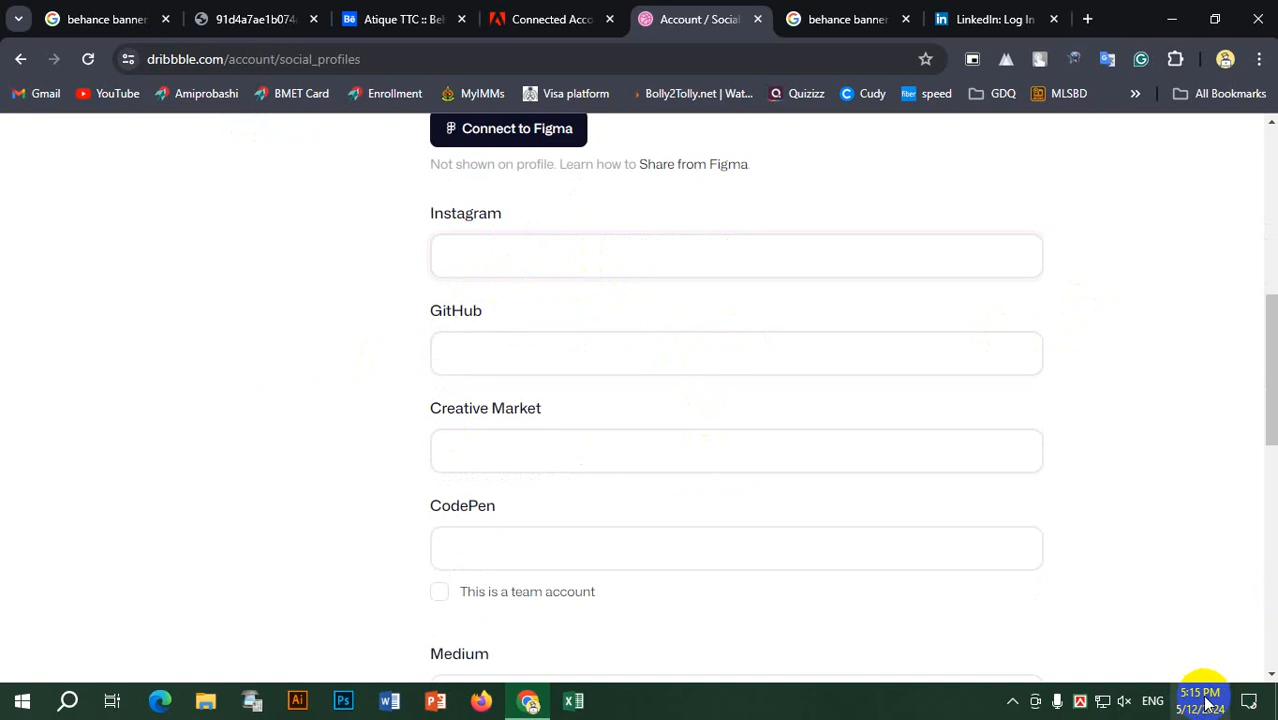 behance banner
91d4a7ae1b074
Atique TTC :: Be
Connected Acco
Account / Social
behance banner
LinkedIn: Log In
dribbble.com/account/social_profiles
Gmail
YouTube
Amiprobashi
BMET Card
Enrollment
MyIMMs
Visa platform
Bolly2Tolly.net | Wat...
Quizizz
Cudy
fiber speed
GDQ
MLSBD
All Bookmarks
Connect to Figma
Not shown on profile. Learn how to Share from Figma.
Instagram
GitHub
Creative Market
CodePen
This is a team account
Medium
ENG
5:15 PM
5/12/2024